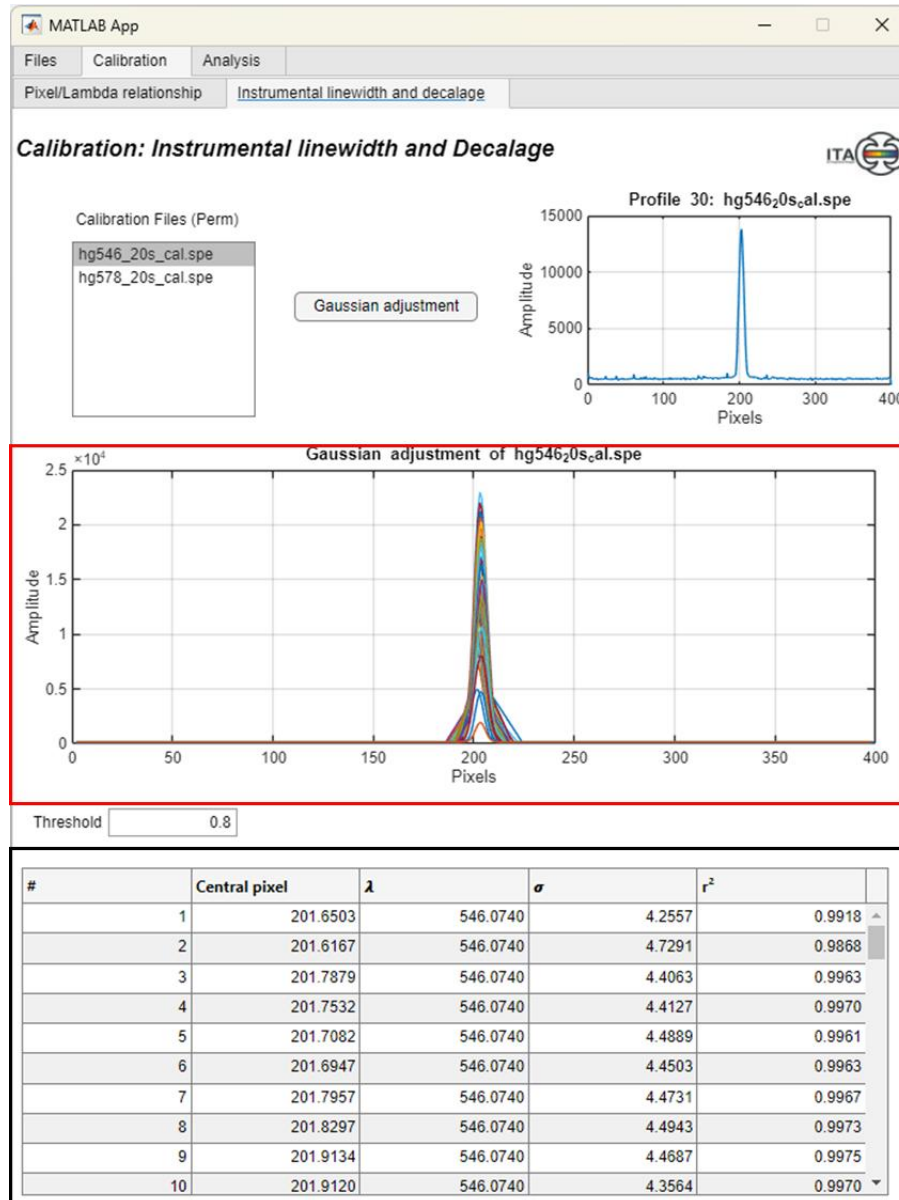 MATLAB App
Files Calibration Analysis
Pixel/Lambda relationship Instrumental linewidth and decalage
Calibration: Instrumental linewidth and Decalage
ITA
Calibration Files (Perm)
hg546_20s_cal.spe
hg578_20s_cal.spe
Gaussian adjustment
Profile 30: hg546₂0s꜀al.spe
15000
10000
5000
0
Amplitude
0 100 200 300 400
Pixels
Gaussian adjustment of hg546₂0s꜀al.spe
×10⁴
2.5
2
1.5
1
0.5
0
Amplitude
0 50 100 150 200 250 300 350 400
Pixels
Threshold 0.8
# Central pixel λ σ r²
1 201.6503 546.0740 4.2557 0.9918
2 201.6167 546.0740 4.7291 0.9868
3 201.7879 546.0740 4.4063 0.9963
4 201.7532 546.0740 4.4127 0.9970
5 201.7082 546.0740 4.4889 0.9961
6 201.6947 546.0740 4.4503 0.9963
7 201.7957 546.0740 4.4731 0.9967
8 201.8297 546.0740 4.4943 0.9973
9 201.9134 546.0740 4.4687 0.9975
10 201.9120 546.0740 4.3564 0.9970